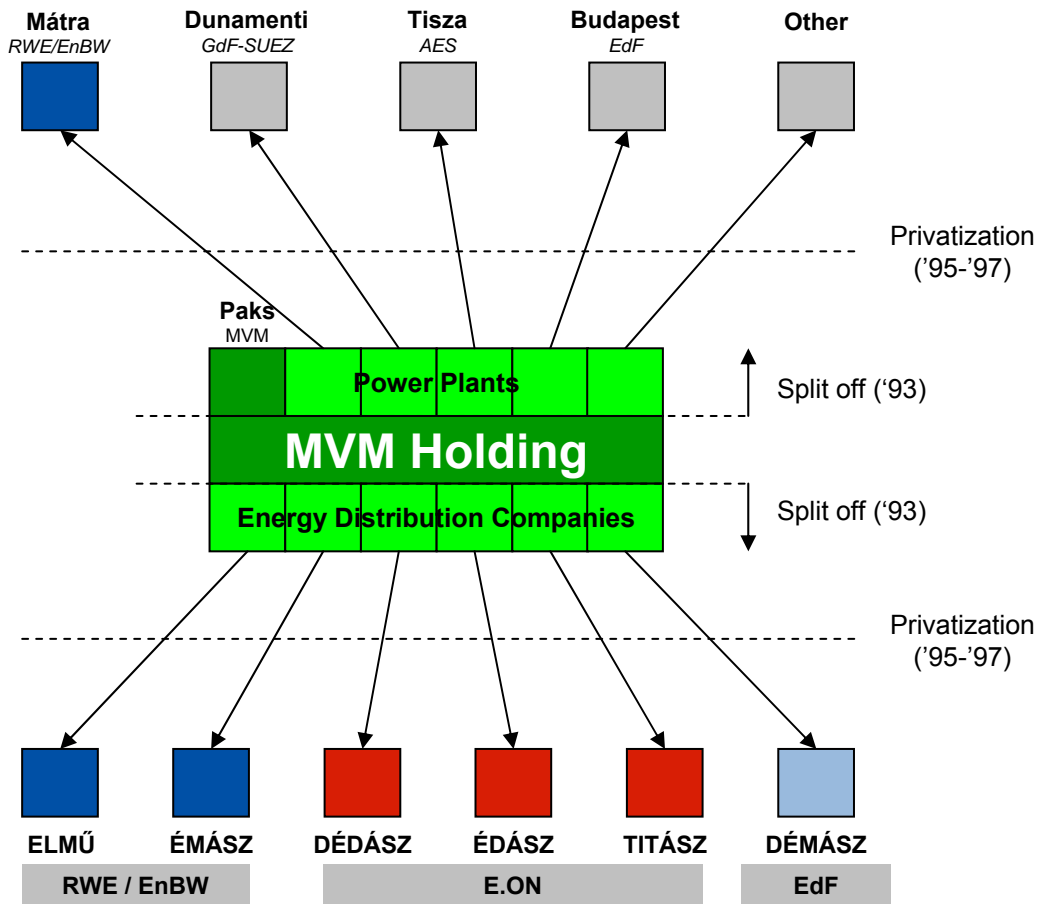 Mátra
RWE/EnBW
Dunamenti
GdF-SUEZ
Tisza
AES
Budapest
EdF
Other
Privatization
('95-'97)
Paks
MVM
Power Plants
Split off (‘93)
MVM Holding
Energy Distribution Companies
Split off (‘93)
Privatization
(’95-’97)
ELMŰ
ÉMÁSZ
DÉDÁSZ
ÉDÁSZ
TITÁSZ
DÉMÁSZ
RWE / EnBW
E.ON
EdF